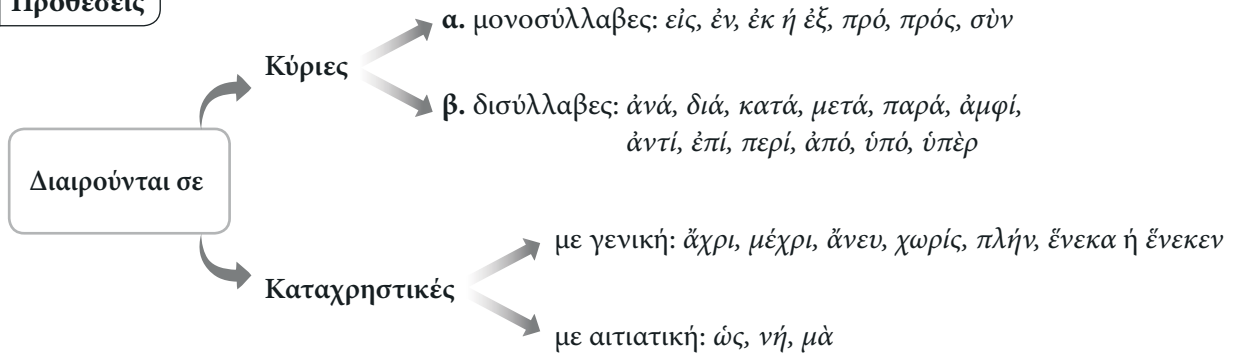 Προθέσεις
α. μονοσύλλαβες: εἰς, ἐν, ἐκ ή ἐξ, πρό, πρός, σὺν
Κύριες
β. δισύλλαβες: ἀνά, διά, κατά, μετά, παρά, ἀμφί,
ἀντί, ἐπί, περί, ἀπό, ὑπό, ὑπὲρ
Διαιρούνται σε
με γενική: ἄχρι, μέχρι, ἄνευ, χωρίς, πλήν, ἕνεκα ή ἕνεκεν
Καταχρηστικές
με αιτιατική: ὡς, νή, μὰ